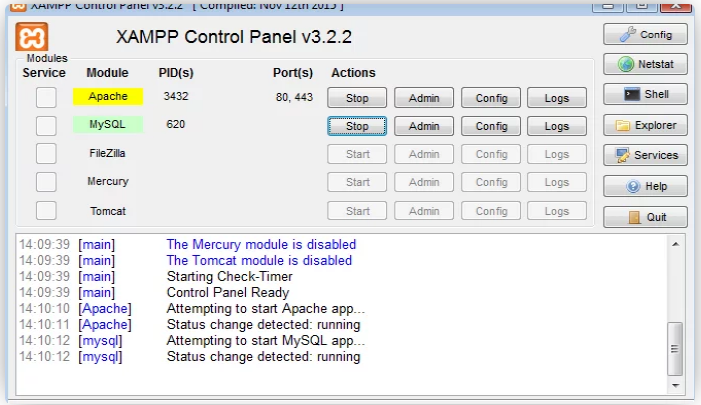 XAMPP Control Panel v3.2.2 [ Compiled: Nov 12th 2015 ]
XAMPP Control Panel v3.2.2
Config
Modules
Service Module PID(s) Port(s) Actions
Netstat
Apache 3432 80, 443 Stop Admin Config Logs
Shell
MySQL 620 Stop Admin Config Logs
Explorer
FileZilla Start Admin Config Logs
Services
Mercury Start Admin Config Logs
Help
Tomcat Start Admin Config Logs
Quit
14:09:39 [main] The Mercury module is disabled
14:09:39 [main] The Tomcat module is disabled
14:09:39 [main] Starting Check-Timer
14:09:39 [main] Control Panel Ready
14:10:10 [Apache] Attempting to start Apache app...
14:10:11 [Apache] Status change detected: running
14:10:12 [mysql] Attempting to start MySQL app...
14:10:12 [mysql] Status change detected: running